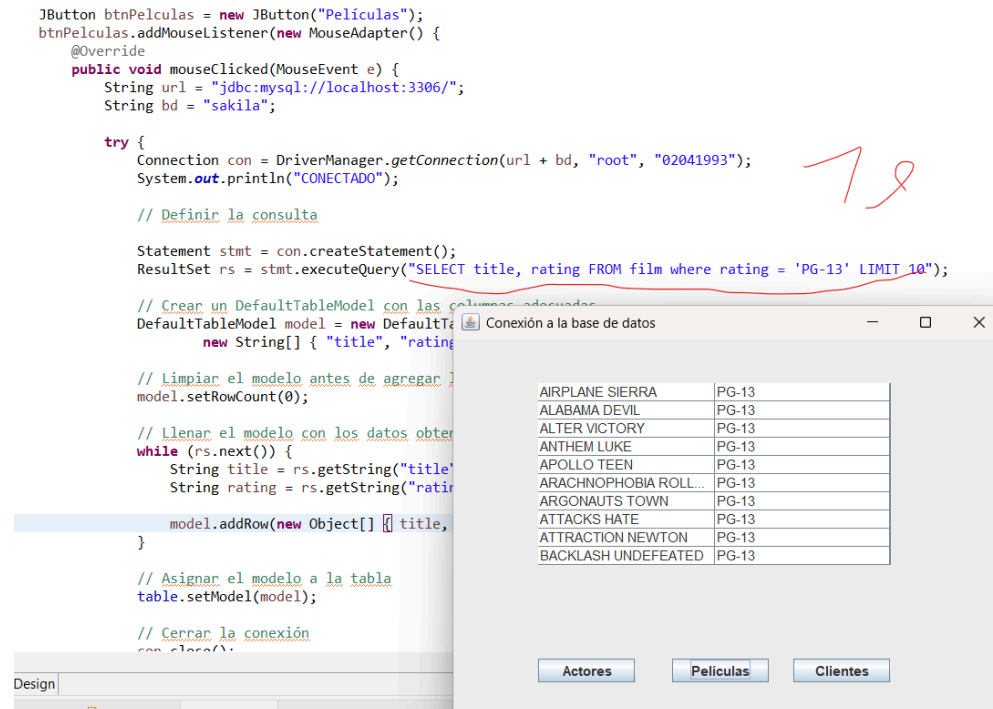 JButton btnPelculas = new JButton("Películas");
btnPelculas.addMouseListener(new MouseAdapter() {
@Override
public void mouseClicked(MouseEvent e) {
String url = "jdbc:mysql://localhost:3306/";
String bd = "sakila";
try {
Connection con = DriverManager.getConnection(url + bd, "root", "02041993");
System.out.println("CONECTADO");
// Definir la consulta
Statement stmt = con.createStatement();
ResultSet rs = stmt.executeQuery("SELECT title, rating FROM film where rating = 'PG-13' LIMIT 10");
// Crear un DefaultTableModel con las columnas adecuadas
DefaultTableModel model = new DefaultTa
new String[] { "title", "rating
// Limpiar el modelo antes de agregar
model.setRowCount(0);
// Llenar el modelo con los datos obten
while (rs.next()) {
String title = rs.getString("title"
String rating = rs.getString("ratin
model.addRow(new Object[] { title,
}
// Asignar el modelo a la tabla
table.setModel(model);
// Cerrar la conexión
con.close();
Design
Conexión a la base de datos
AIRPLANE SIERRA PG-13
ALABAMA DEVIL PG-13
ALTER VICTORY PG-13
ANTHEM LUKE PG-13
APOLLO TEEN PG-13
ARACHNOPHOBIA ROLL... PG-13
ARGONAUTS TOWN PG-13
ATTACKS HATE PG-13
ATTRACTION NEWTON PG-13
BACKLASH UNDEFEATED PG-13
Actores Películas Clientes